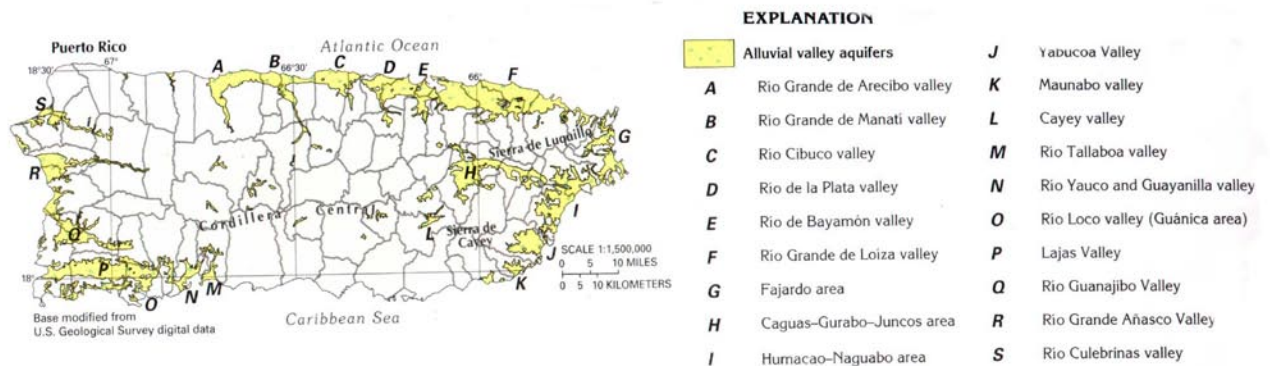 Puerto Rico
Atlantic Ocean
67°
66°30'
66°
18°30'
A
B
C
D
E
F
S
G
Sierra de Luquillo
R
H
Cordillera Central
I
Q
L
Sierra de
Cayey
J
SCALE 1:1,500,000
0 5 10 MILES
0 5 10 KILOMETERS
P
18°
K
O
N
M
Base modified from
U.S. Geological Survey digital data
Caribbean Sea
EXPLANATION
Alluvial valley aquifers
A Rio Grande de Arecibo valley
B Rio Grande de Manati valley
C Rio Cibuco valley
D Rio de la Plata valley
E Rio de Bayamón valley
F Rio Grande de Loiza valley
G Fajardo area
H Caguas–Gurabo–Juncos area
I Humacao–Naguabo area
J Yabucoa Valley
K Maunabo valley
L Cayey valley
M Rio Tallaboa valley
N Rio Yauco and Guayanilla valley
O Rio Loco valley (Guánica area)
P Lajas Valley
Q Rio Guanajibo Valley
R Rio Grande Añasco Valley
S Rio Culebrinas valley